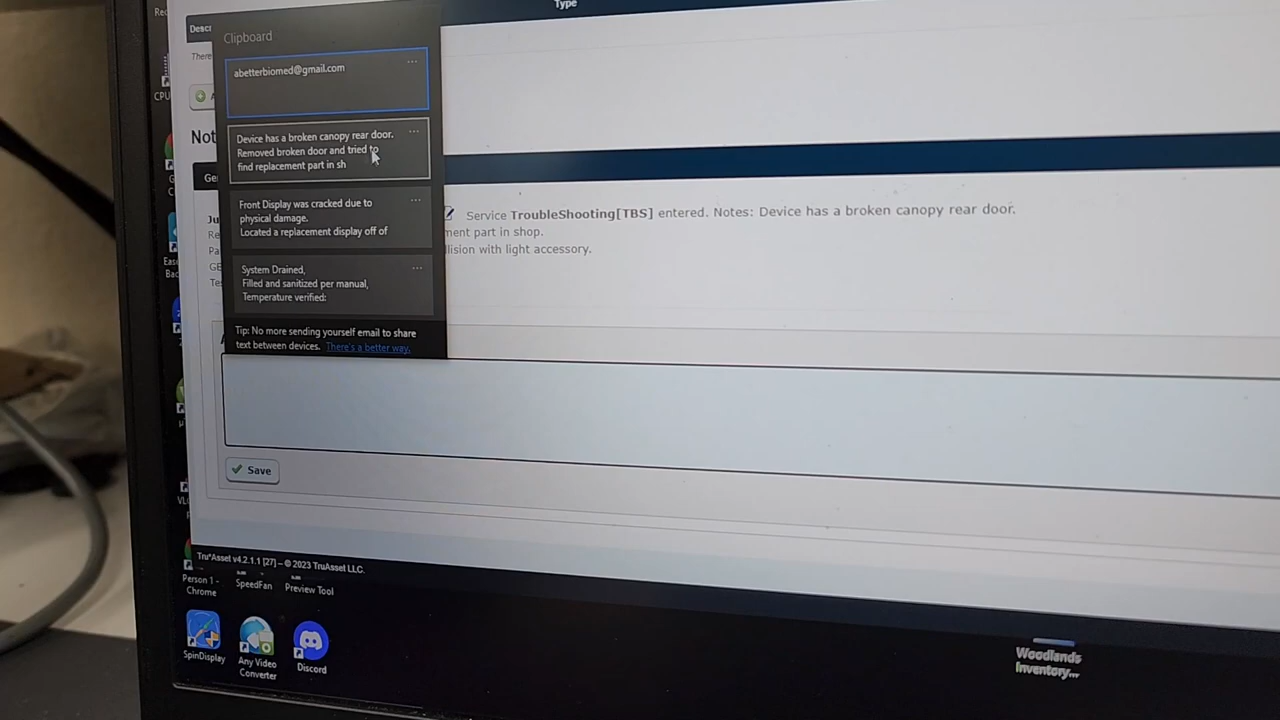 Type
Clipboard
abetterbiomed@gmail.com
Device has a broken canopy rear door.
Removed broken door and tried to
find replacement part in sh
Front Display was cracked due to
physical damage.
Located a replacement display off of
System Drained,
Filled and sanitized per manual,
Temperature verified:
Tip: No more sending yourself email to share
text between devices. There's a better way.
Service TroubleShooting[TBS] entered. Notes: Device has a broken canopy rear door.
ment part in shop.
lision with light accessory.
Save
Tru*Asset v4.2.1.1 [27] – © 2023 TruAsset LLC.
Person 1 -
Chrome
SpeedFan
Preview Tool
SpinDisplay
Any Video
Converter
Discord
Woodlands
Inventory...